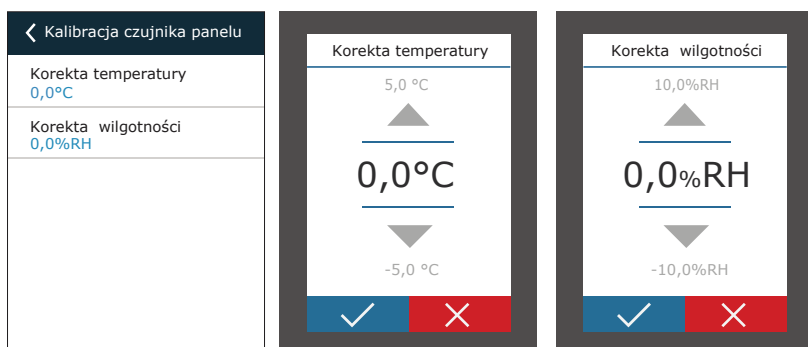 Kalibracja czujnika panelu
Korekta temperatury
0,0°C
Korekta wilgotności
0,0%RH
Korekta temperatury
5,0 °C
0,0°C
-5,0 °C
Korekta wilgotności
10,0%RH
0,0%RH
-10,0%RH